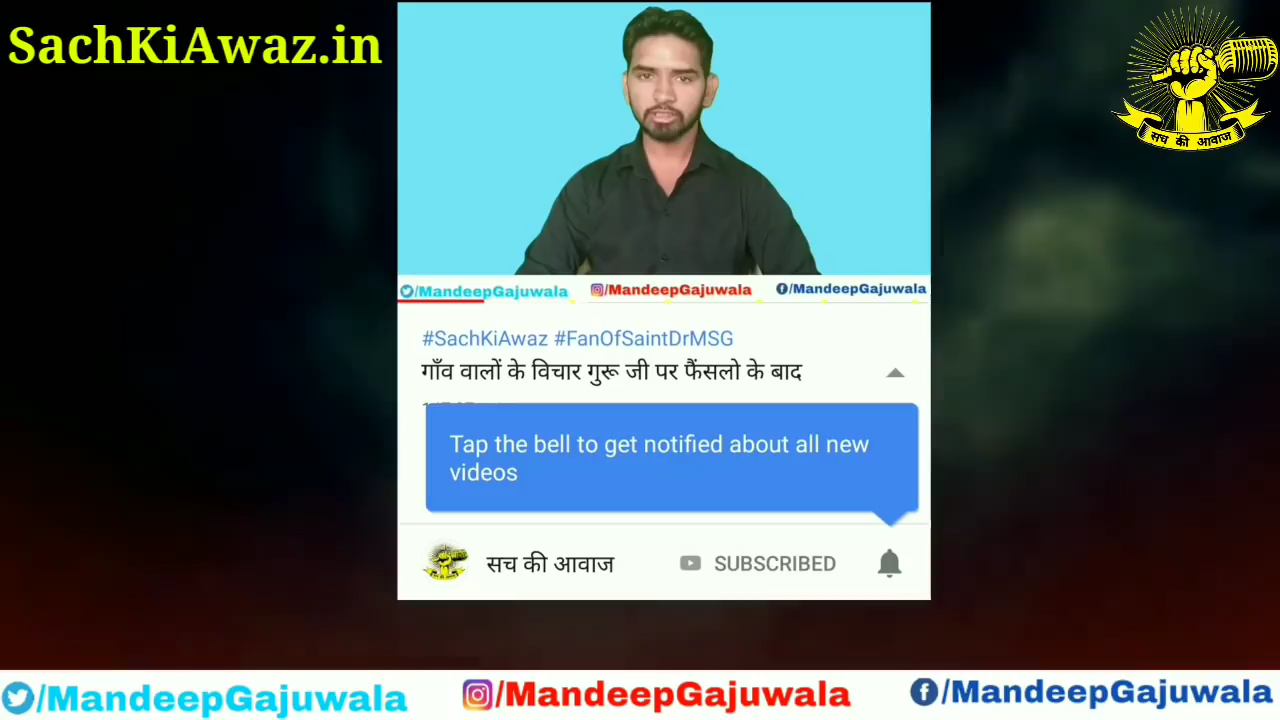 SachKiAwaz.in
सच की आवाज
/MandeepGajuwala
/MandeepGajuwala
/MandeepGajuwala
#SachKiAwaz #FanOfSaintDrMSG
गाँव वालों के विचार गुरू जी पर फैंसलो के बाद
Tap the bell to get notified about all new
videos
सच की आवाज
SUBSCRIBED
/MandeepGajuwala
/MandeepGajuwala
/MandeepGajuwala